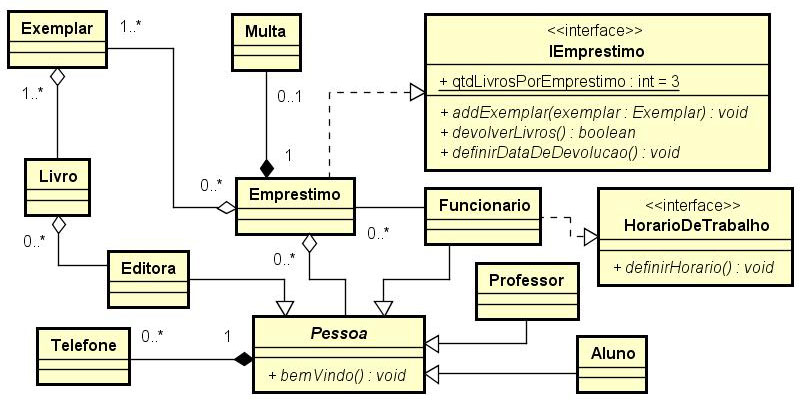 Exemplar
1..*
1..*
Multa
0..1
1
<<interface>>
IEmprestimo
+ qtdLivrosPorEmprestimo : int = 3
+ addExemplar(exemplar : Exemplar) : void
+ devolverLivros() : boolean
+ definirDataDeDevolucao() : void
Livro
0..*
0..*
Emprestimo
0..*
0..*
Funcionario
<<interface>>
HorarioDeTrabalho
+ definirHorario() : void
Editora
Professor
Telefone
0..*
1
Pessoa
+ bemVindo() : void
Aluno